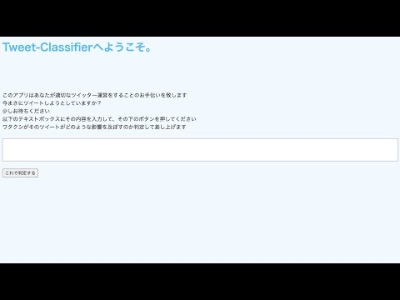 Tweet-Classifierへようこそ。
このアプリはあなたが適切なツイッター運営をすることのお手伝いを致します
今まさにツイートしようとしていますか?
少しお待ちください
以下のテキストボックスにその内容を入力して、その下のボタンを押してください
ワタクシがそのツイートがどのような影響を及ぼすのか判定して差し上げます
これで判定する